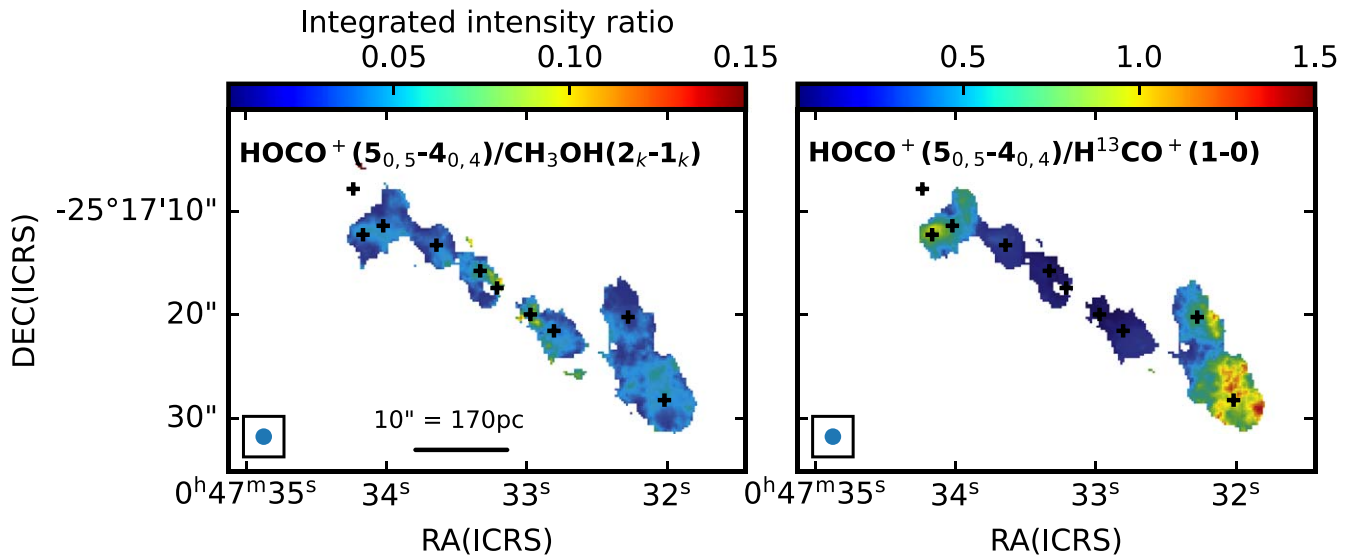 Integrated intensity ratio
0.05 0.10 0.15 0.5 1.0 1.5
HOCO⁺(5₀,₅-4₀,₄)/CH₃OH(2ₖ-1ₖ) HOCO⁺(5₀,₅-4₀,₄)/H¹³CO⁺(1-0)
-25°17'10"
20"
30"
DEC(ICRS)
10" = 170pc
0ʰ47ᵐ35ˢ 34ˢ 33ˢ 32ˢ 0ʰ47ᵐ35ˢ 34ˢ 33ˢ 32ˢ
RA(ICRS) RA(ICRS)